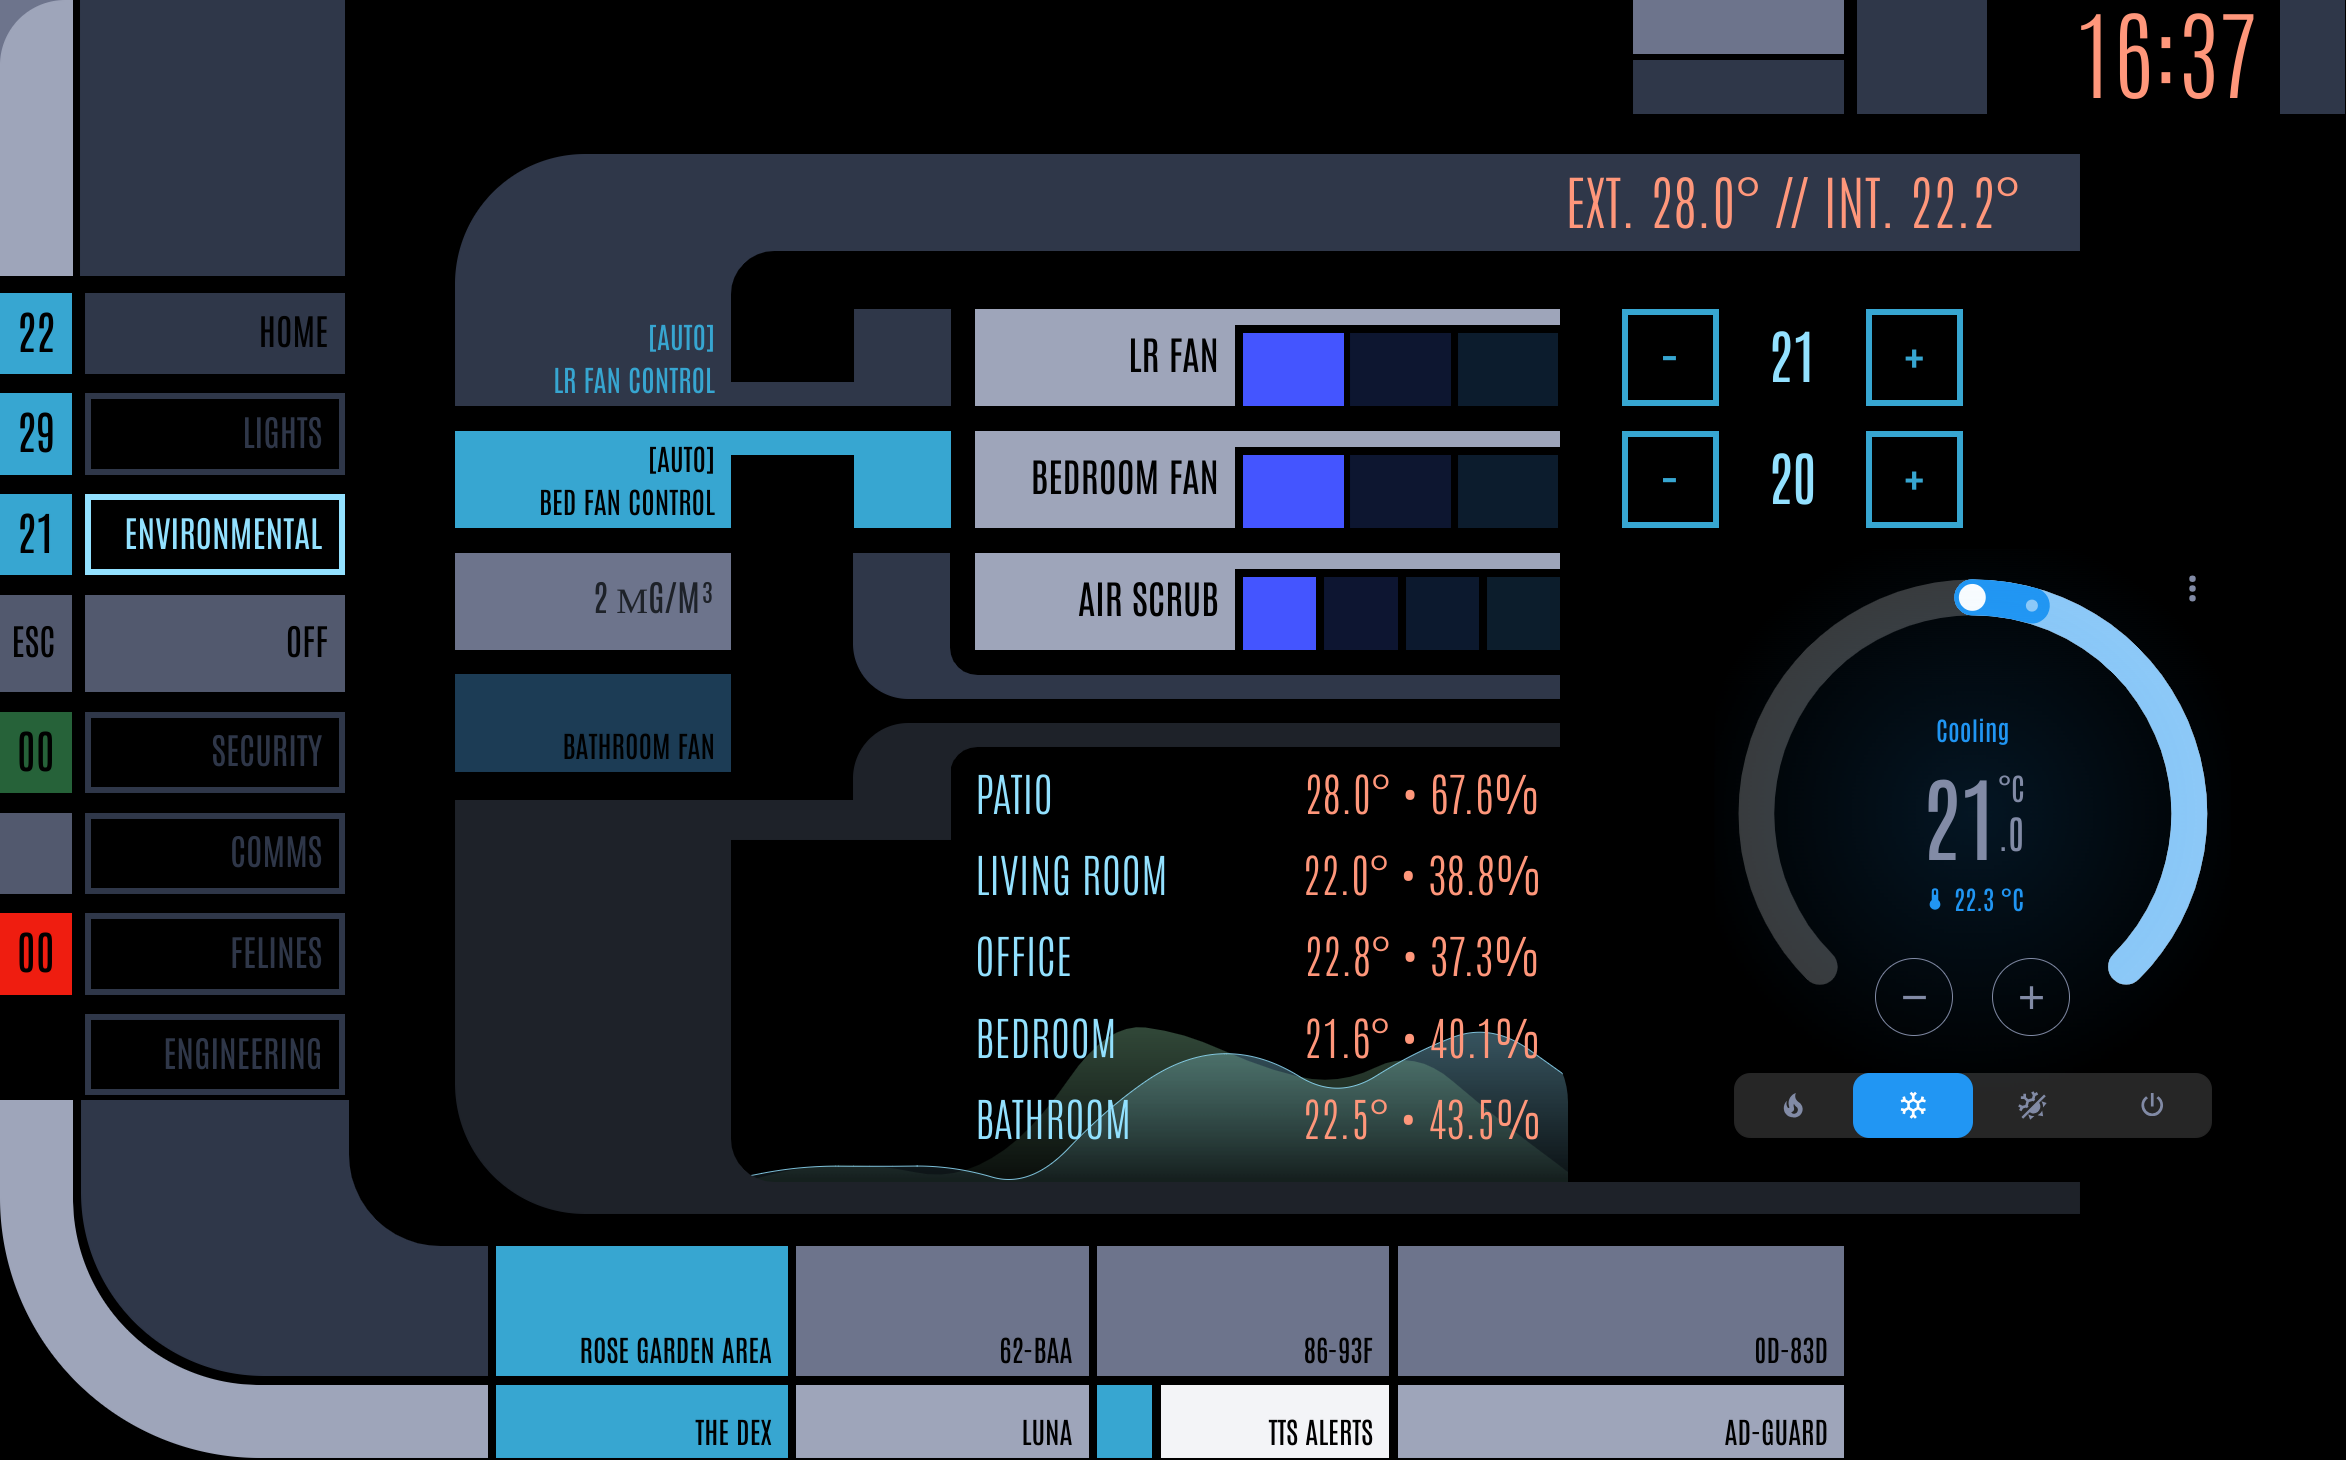 16:37
EXT. 28.0° // INT. 22.2°
22 HOME
29 LIGHTS
21 ENVIRONMENTAL
ESC OFF
00 SECURITY
COMMS
00 FELINES
ENGINEERING
[AUTO]
LR FAN CONTROL
[AUTO]
BED FAN CONTROL
2 MG/M³
BATHROOM FAN
LR FAN
- 21 +
BEDROOM FAN
- 20 +
AIR SCRUB
PATIO 28.0° • 67.6%
LIVING ROOM 22.0° • 38.8%
OFFICE 22.8° • 37.3%
BEDROOM 21.6° • 40.1%
BATHROOM 22.5° • 43.5%
Cooling
21.0 °C
22.3 °C
ROSE GARDEN AREA
62-BAA
86-93F
0D-83D
THE DEX
LUNA
TTS ALERTS
AD-GUARD